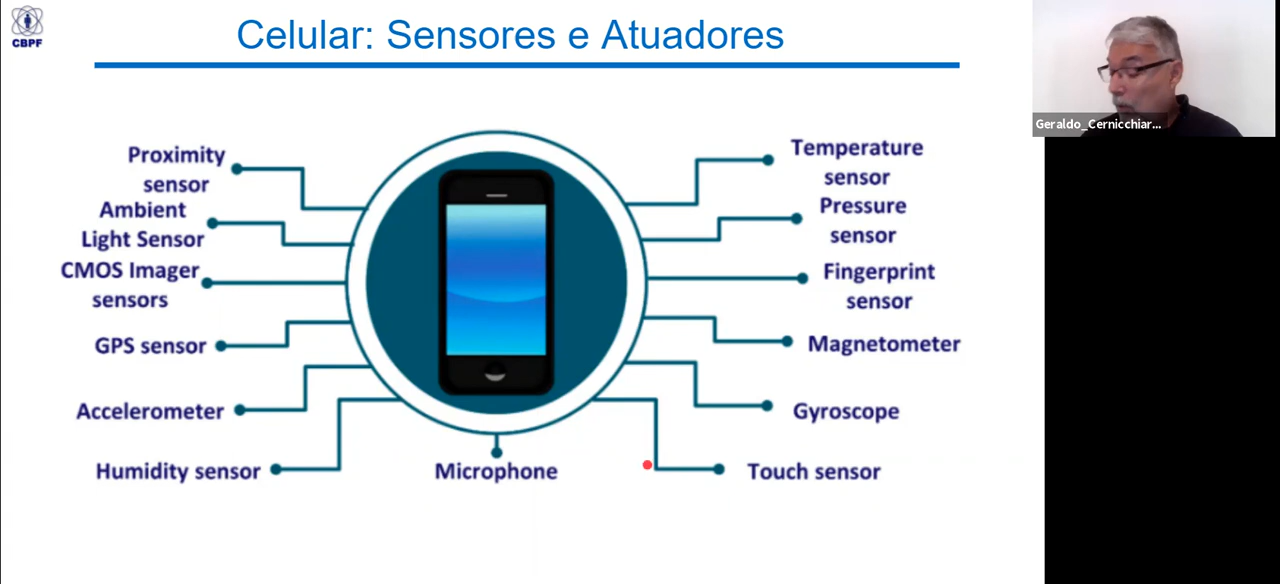 CBPF
Celular: Sensores e Atuadores
Geraldo_Cernicchiar...
Proximity
sensor
Ambient
Light Sensor
CMOS Imager
sensors
GPS sensor
Accelerometer
Humidity sensor
Microphone
Temperature
sensor
Pressure
sensor
Fingerprint
sensor
Magnetometer
Gyroscope
Touch sensor